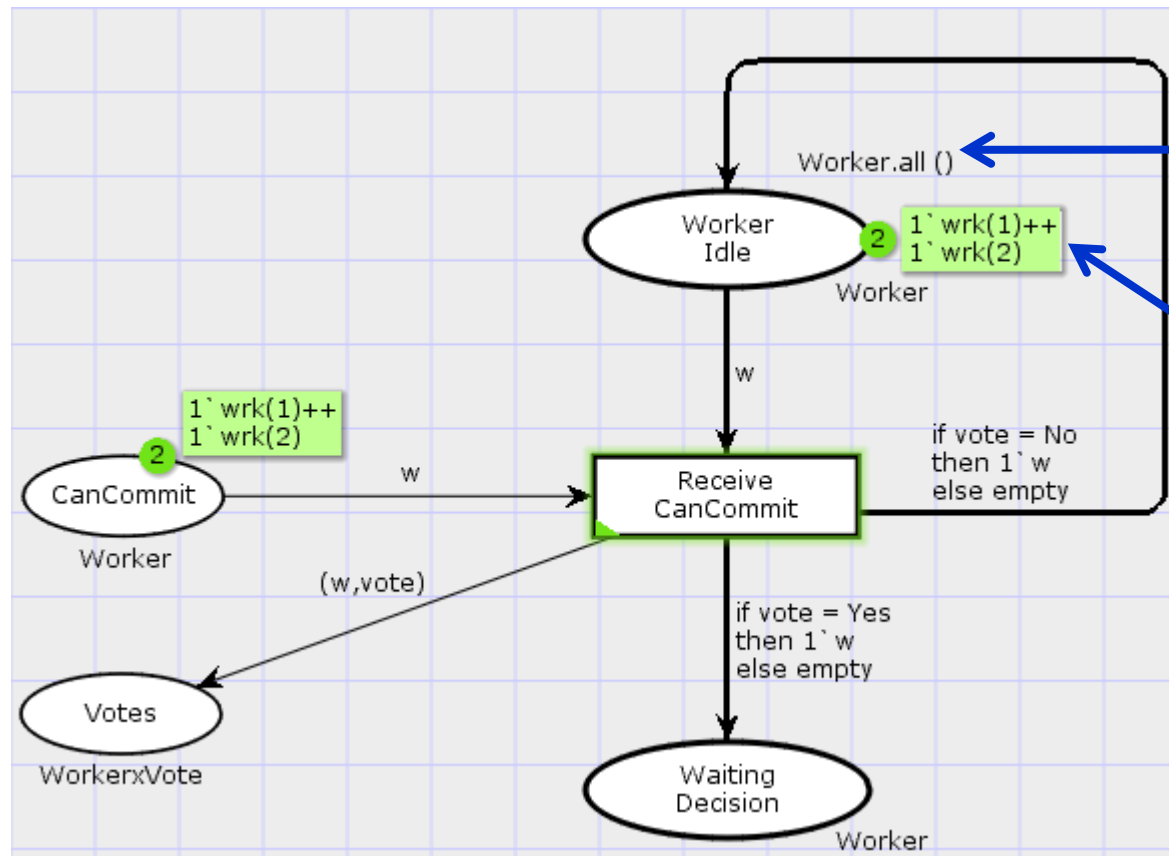 Worker.all ()
Worker
Idle
2
1`wrk(1)++
1`wrk(2)
Worker
w
1`wrk(1)++
1`wrk(2)
2
CanCommit
Worker
w
Receive
CanCommit
if vote = No
then 1`w
else empty
(w,vote)
if vote = Yes
then 1`w
else empty
Votes
WorkerxVote
Waiting
Decision
Worker